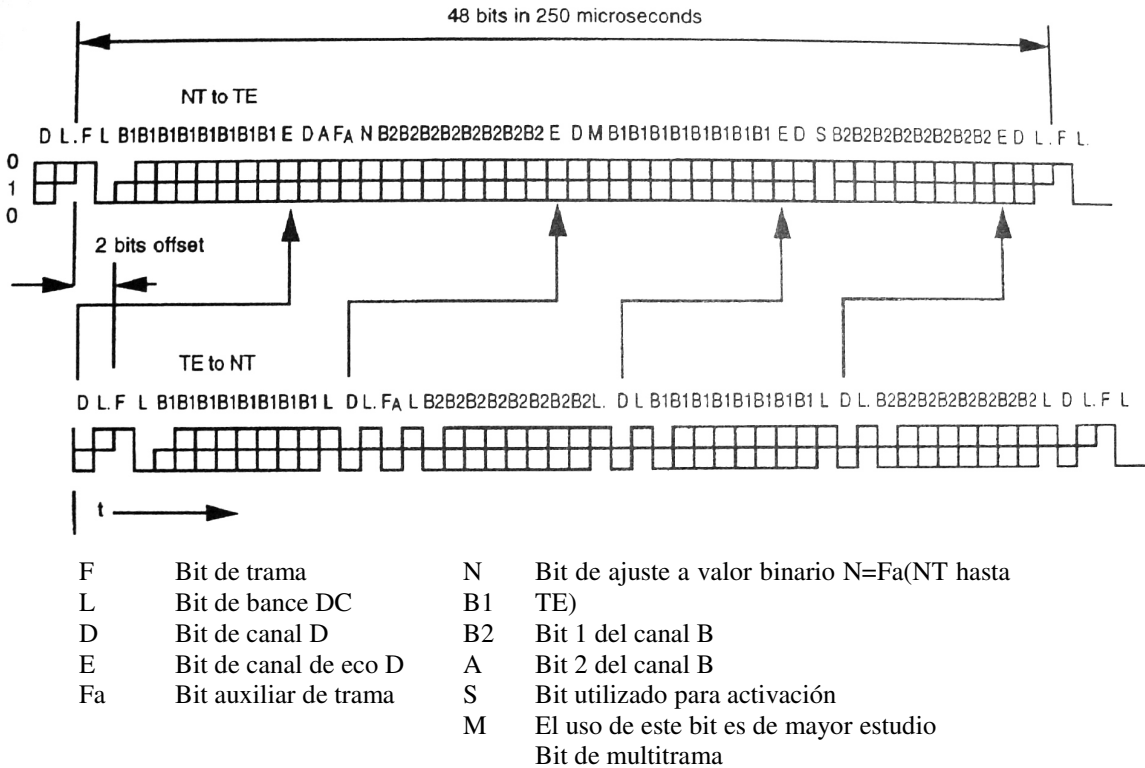 48 bits in 250 microseconds
NT to TE
D L. F L B1B1B1B1B1B1B1B1 E D A FA N B2B2B2B2B2B2B2B2 E D M B1B1B1B1B1B1B1B1 E D S B2B2B2B2B2B2B2B2 E D L. F L.
0
1
0
2 bits offset
TE to NT
D L. F L B1B1B1B1B1B1B1B1 L D L. FA L B2B2B2B2B2B2B2B2L. D L B1B1B1B1B1B1B1B1 L D L. B2B2B2B2B2B2B2B2 L D L. F L
t
F Bit de trama
L Bit de bance DC
D Bit de canal D
E Bit de canal de eco D
Fa Bit auxiliar de trama
N Bit de ajuste a valor binario N=Fa(NT hasta
B1 TE)
B2 Bit 1 del canal B
A Bit 2 del canal B
S Bit utilizado para activación
M El uso de este bit es de mayor estudio
Bit de multitrama